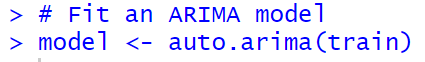 > # Fit an ARIMA model
> model <- auto.arima(train)